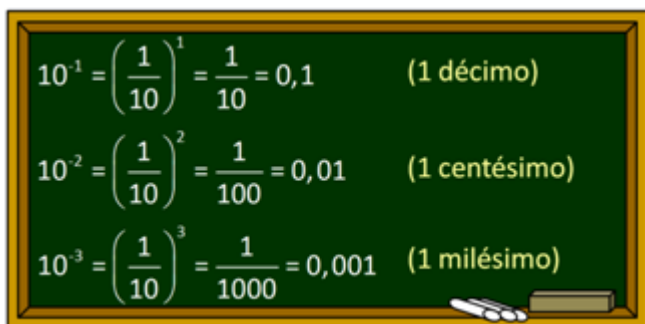 10⁻¹ = (1/10)¹ = 1/10 = 0,1 (1 décimo)
10⁻² = (1/10)² = 1/100 = 0,01 (1 centésimo)
10⁻³ = (1/10)³ = 1/1000 = 0,001 (1 milésimo)